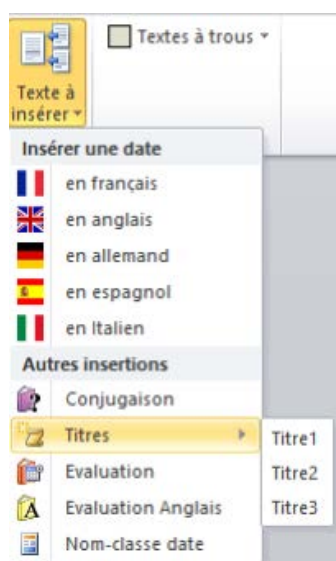 Textes à trous
Texte à
insérer
Insérer une date
en français
en anglais
en allemand
en espagnol
en Italien
Autres insertions
Conjugaison
Titres
Titre1
Evaluation
Titre2
Evaluation Anglais
Titre3
Nom-classe date